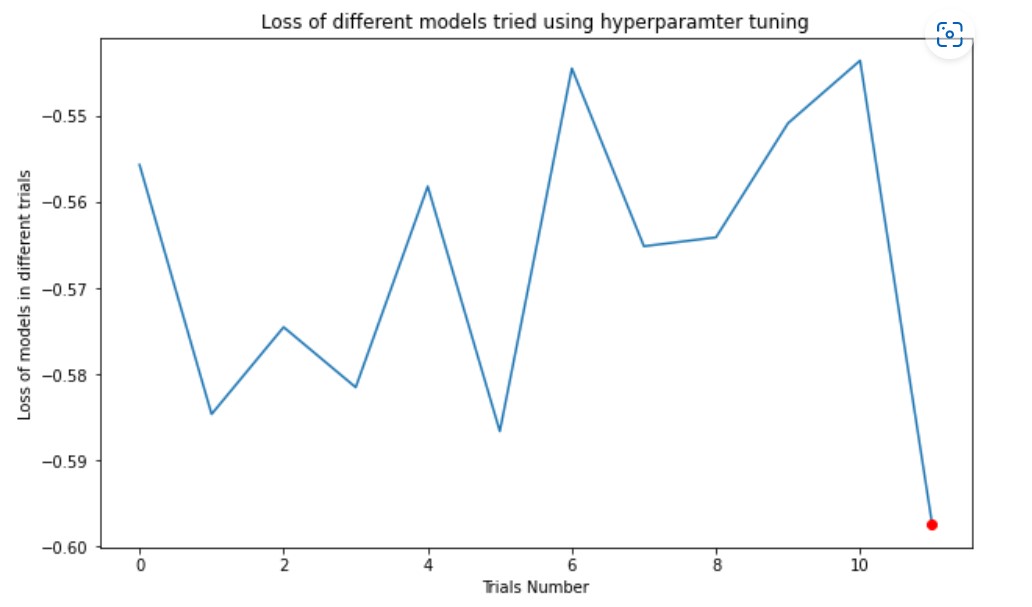 Loss of different models tried using hyperparamter tuning
Loss of models in different trials
−0.55
−0.56
−0.57
−0.58
−0.59
−0.60
0 2 4 6 8 10
Trials Number